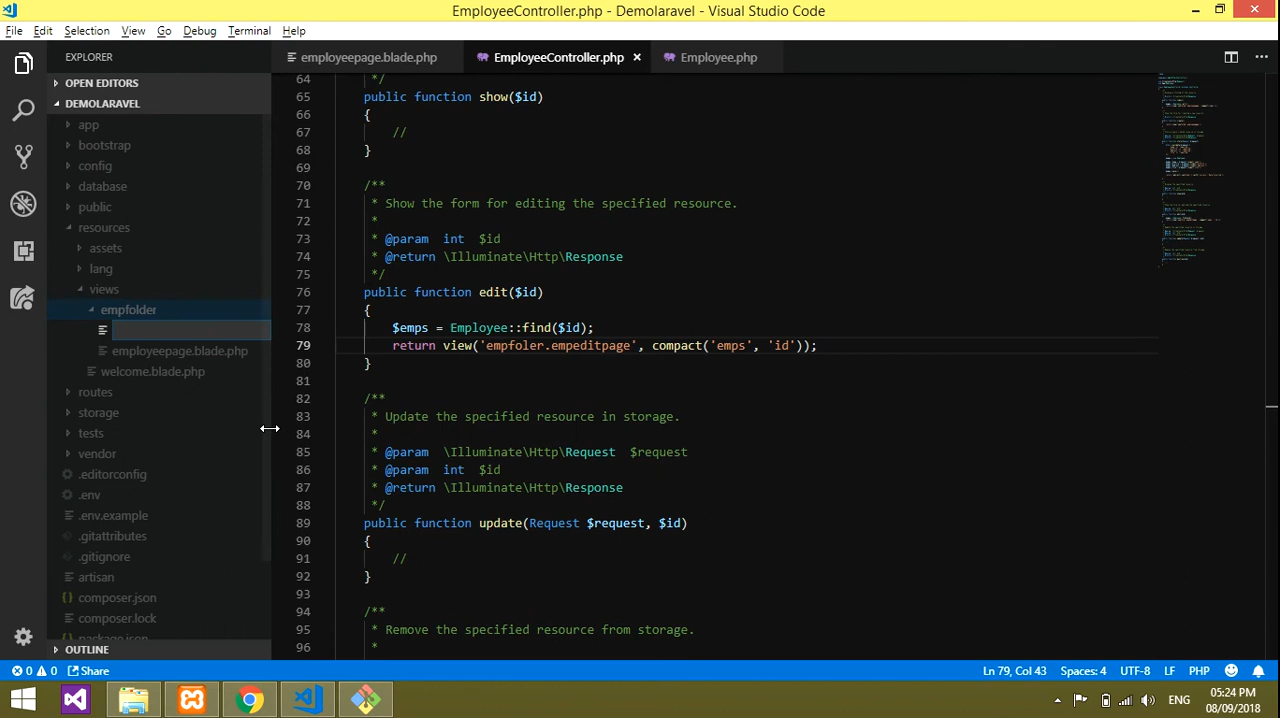 EmployeeController.php - Demolaravel - Visual Studio Code
File Edit Selection View Go Debug Terminal Help
EXPLORER
employeepage.blade.php EmployeeController.php × Employee.php
OPEN EDITORS
DEMOLARAVEL
app
bootstrap
config
database
public
resources
assets
lang
views
empfolder
employeepage.blade.php
welcome.blade.php
routes
storage
tests
vendor
.editorconfig
.env
.env.example
.gitattributes
.gitignore
artisan
composer.json
composer.lock
package.json
OUTLINE
64 */
65 public function show($id)
66 {
67 //
68 }
69
70 /**
71 * Show the form for editing the specified resource.
72 *
73 * @param int $id
74 * @return \Illuminate\Http\Response
75 */
76 public function edit($id)
77 {
78 $emps = Employee::find($id);
79 return view('empfoler.empeditpage', compact('emps', 'id'));
80 }
81
82 /**
83 * Update the specified resource in storage.
84 *
85 * @param \Illuminate\Http\Request $request
86 * @param int $id
87 * @return \Illuminate\Http\Response
88 */
89 public function update(Request $request, $id)
90 {
91 //
92 }
93
94 /**
95 * Remove the specified resource from storage.
96 *
0 0 Share Ln 79, Col 43 Spaces: 4 UTF-8 LF PHP
ENG
05:24 PM
08/09/2018